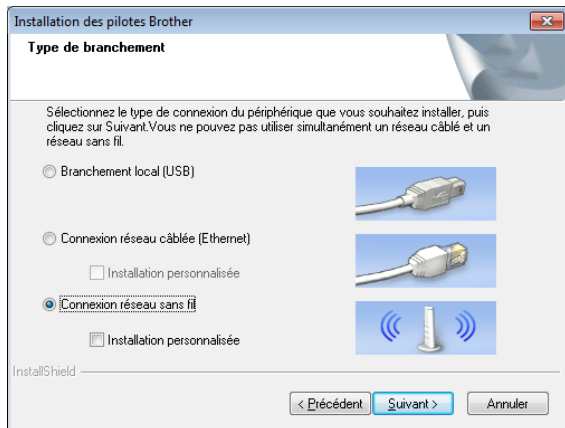 Installation des pilotes Brother
Type de branchement
Sélectionnez le type de connexion du périphérique que vous souhaitez installer, puis
cliquez sur Suivant.Vous ne pouvez pas utiliser simultanément un réseau câblé et un
réseau sans fil.
Branchement local (USB)
Connexion réseau câblée (Ethernet)
Installation personnalisée
Connexion réseau sans fil
Installation personnalisée
InstallShield
< Précédent
Suivant >
Annuler